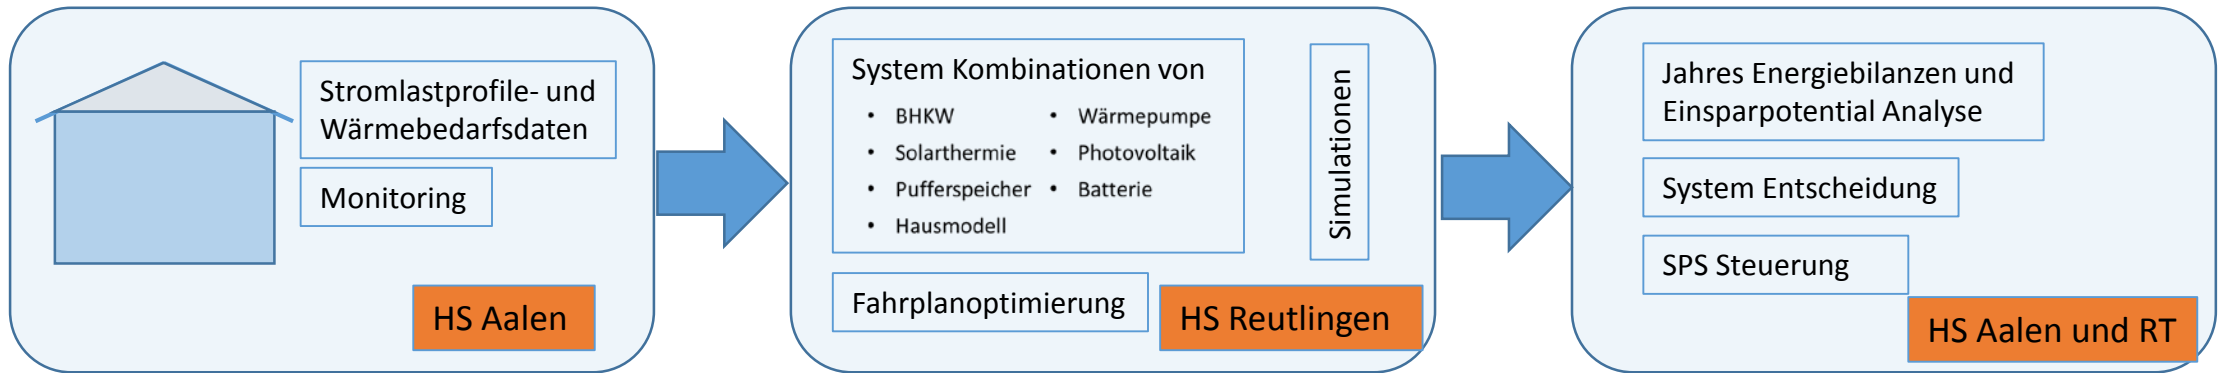 Stromlastprofile- und
Wärmebedarfsdaten
Monitoring
HS Aalen
System Kombinationen von
• BHKW
• Solarthermie
• Pufferspeicher
• Hausmodell
• Wärmepumpe
• Photovoltaik
• Batterie
Simulationen
Fahrplanoptimierung
HS Reutlingen
Jahres Energiebilanzen und
Einsparpotential Analyse
System Entscheidung
SPS Steuerung
HS Aalen und RT